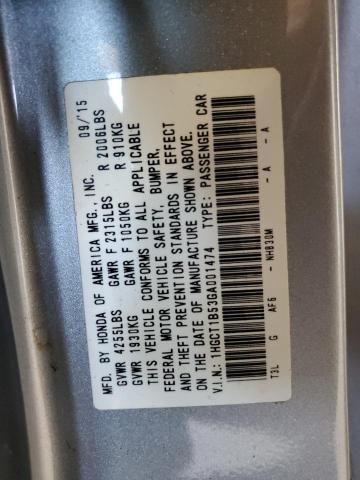 MFD. BY HONDA OF AMERICA MFG., INC. 09/15
GVWR 4255LBS GAWR F 2315LBS R 2006LBS
GVWR 1930KG GAWR F 1050KG R 910KG
THIS VEHICLE CONFORMS TO ALL APPLICABLE
FEDERAL MOTOR VEHICLE SAFETY, BUMPER,
AND THEFT PREVENTION STANDARDS IN EFFECT
ON THE DATE OF MANUFACTURE SHOWN ABOVE.
V.I.N.: 1HGCT1B53GA001474 TYPE: PASSENGER CAR
T3L G AF6 - NH830M - A - A